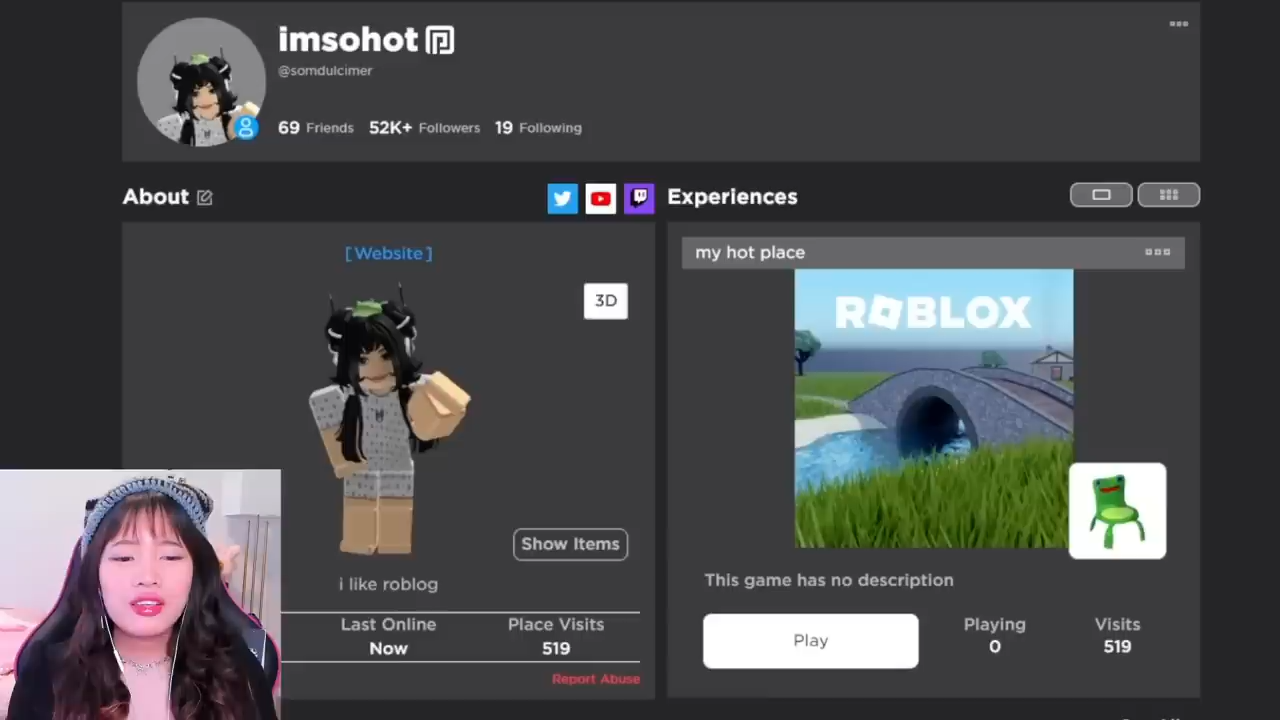 imsohot
@somdulcimer
69 Friends 52K+ Followers 19 Following
About
Experiences
[ Website ]
3D
my hot place
ROBLOX
Show Items
i like roblog
This game has no description
Last Online
Now
Place Visits
519
Play
Playing
0
Visits
519
Report Abuse